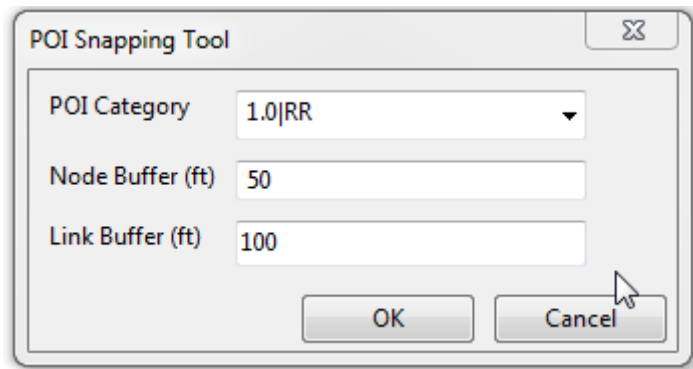 POI Snapping Tool
POI Category 1.0|RR
Node Buffer (ft) 50
Link Buffer (ft) 100
OK Cancel